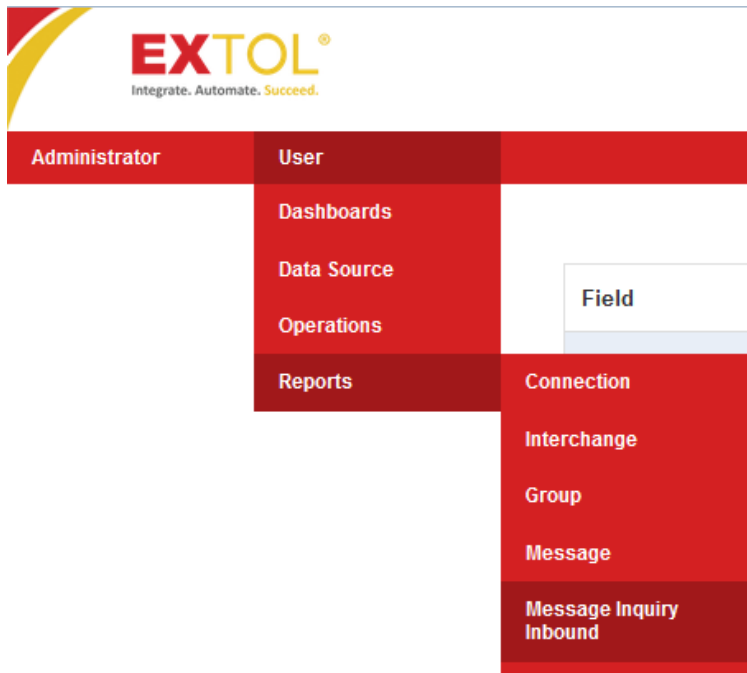 EXTOL®
Integrate. Automate. Succeed.
Administrator
User
Dashboards
Data Source
Operations
Reports
Field
Connection
Interchange
Group
Message
Message Inquiry
Inbound